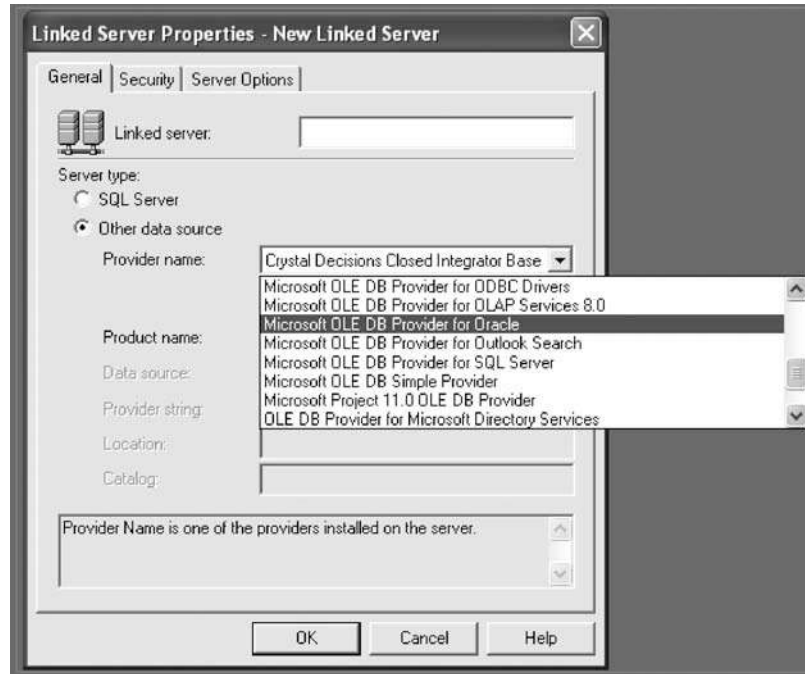 Linked Server Properties - New Linked Server
General Security Server Options
Linked server:
Server type:
SQL Server
Other data source
Provider name: Crystal Decisions Closed Integrator Base
Microsoft OLE DB Provider for ODBC Drivers
Microsoft OLE DB Provider for OLAP Services 8.0
Microsoft OLE DB Provider for Oracle
Product name: Microsoft OLE DB Provider for Outlook Search
Microsoft OLE DB Provider for SQL Server
Data source: Microsoft OLE DB Simple Provider
Microsoft Project 11.0 OLE DB Provider
Provider string: OLE DB Provider for Microsoft Directory Services
Location:
Catalog:
Provider Name is one of the providers installed on the server.
OK Cancel Help